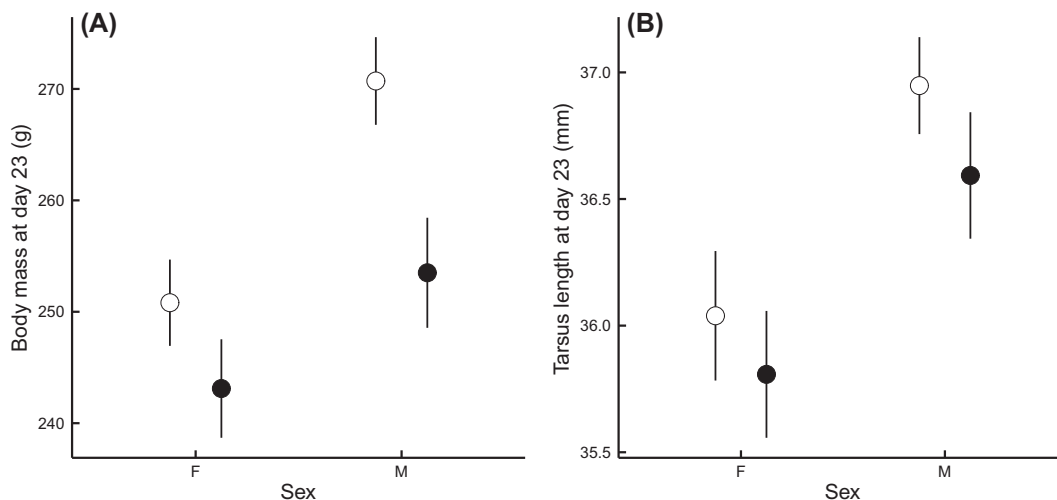 (A)
Body mass at day 23 (g)
270
260
250
240
F
M
Sex
(B)
Tarsus length at day 23 (mm)
37.0
36.5
36.0
35.5
F
M
Sex